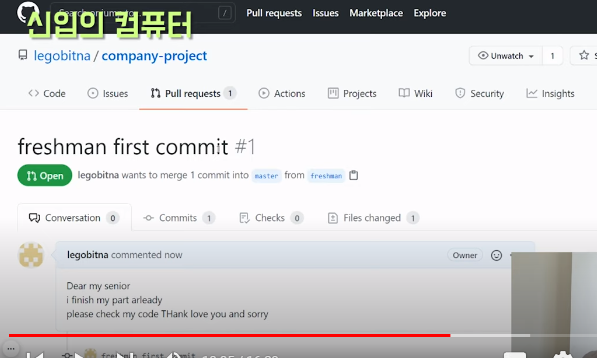 신입의 컴퓨터
/
Pull requests Issues Marketplace Explore
legobitna / company-project
Unwatch 1
Code Issues Pull requests 1 Actions Projects Wiki Security Insights
freshman first commit #1
Open legobitna wants to merge 1 commit into master from freshman
Conversation 0 Commits 1 Checks 0 Files changed 1
legobitna commented now Owner
Dear my senior
i finish my part arleady
please check my code THank love you and sorry
freshman first commit